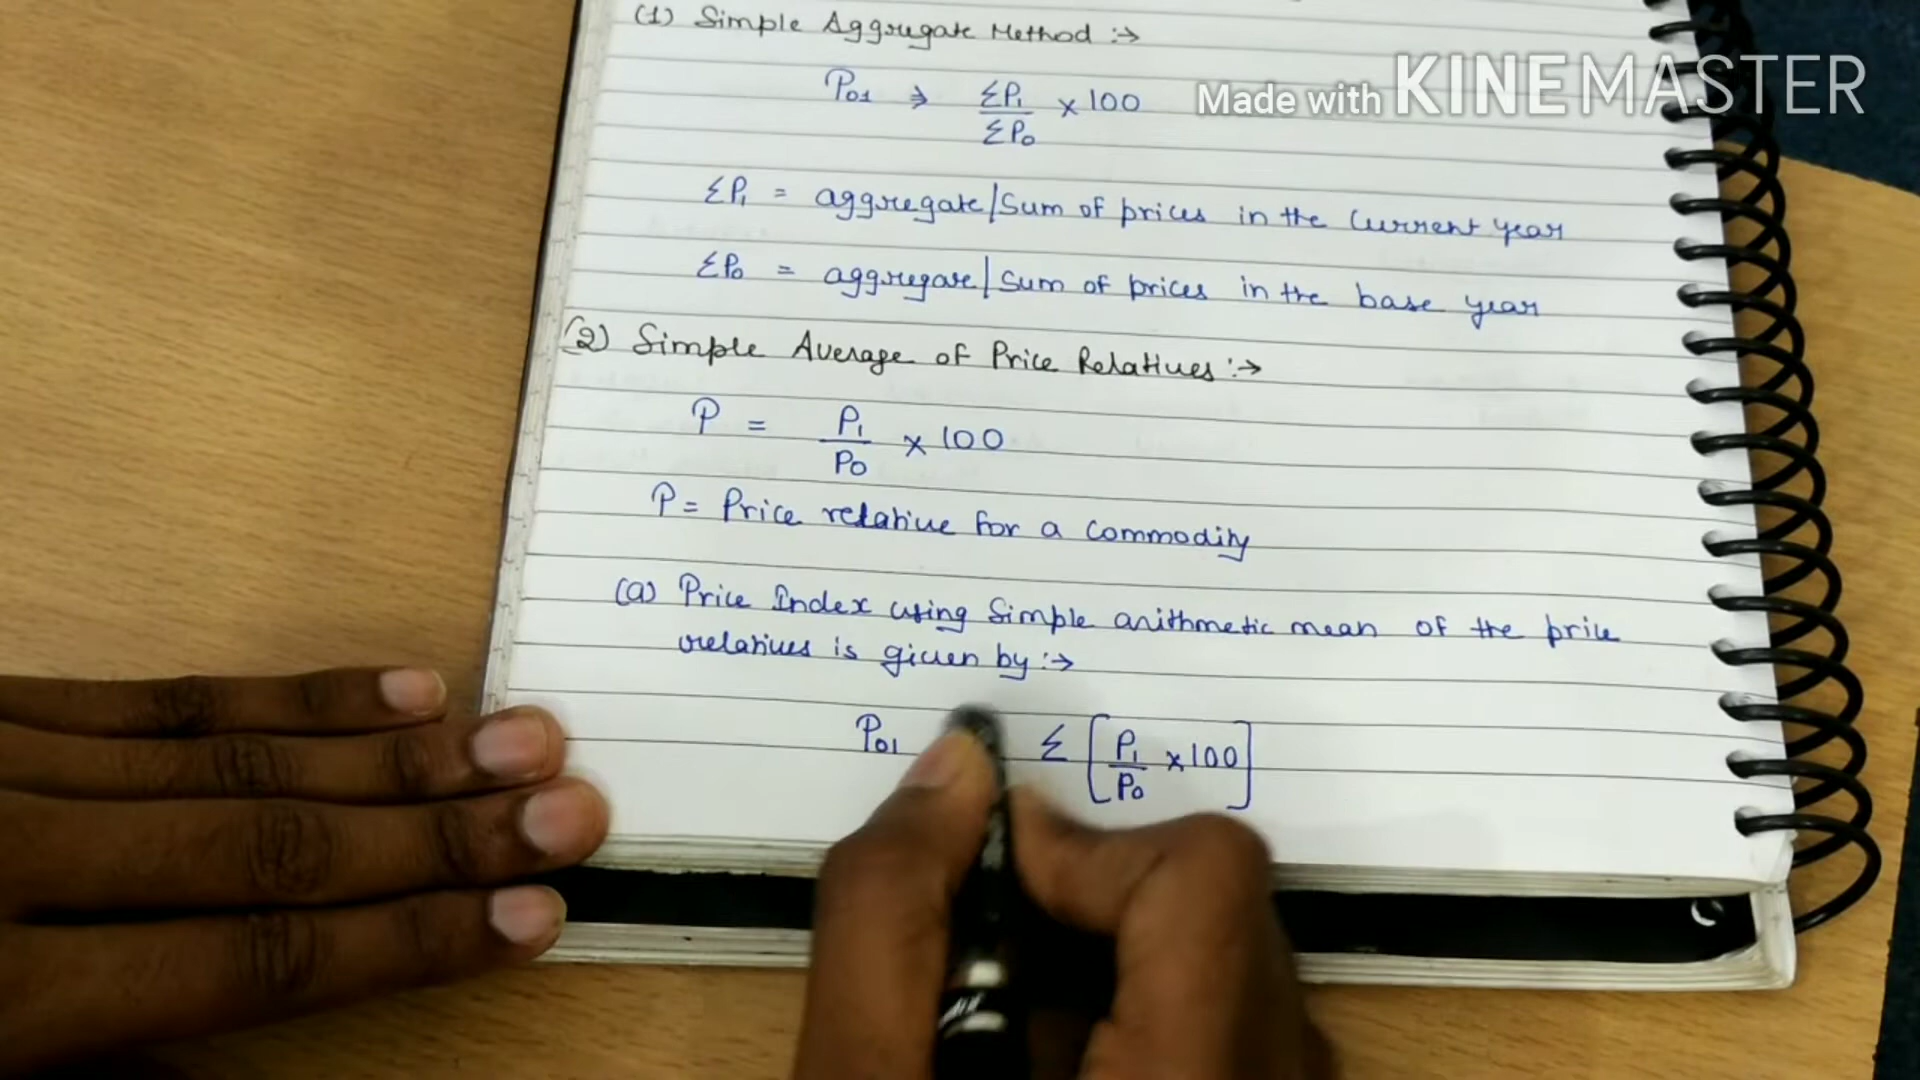 (1) Simple Aggregate Method :→
P₀₁ ⇒ ΣP₁ / ΣP₀ × 100
Made with KINEMASTER
ΣP₁ = aggregate/Sum of prices in the Current year
ΣP₀ = aggregate/Sum of prices in the base year
(2) Simple Average of Price Relatives :→
P = P₁ / P₀ × 100
P = Price relative for a commodity
(a) Price Index using Simple arithmetic mean of the price
relatives is given by :→
P₀₁ Σ [P₁ / P₀ × 100]